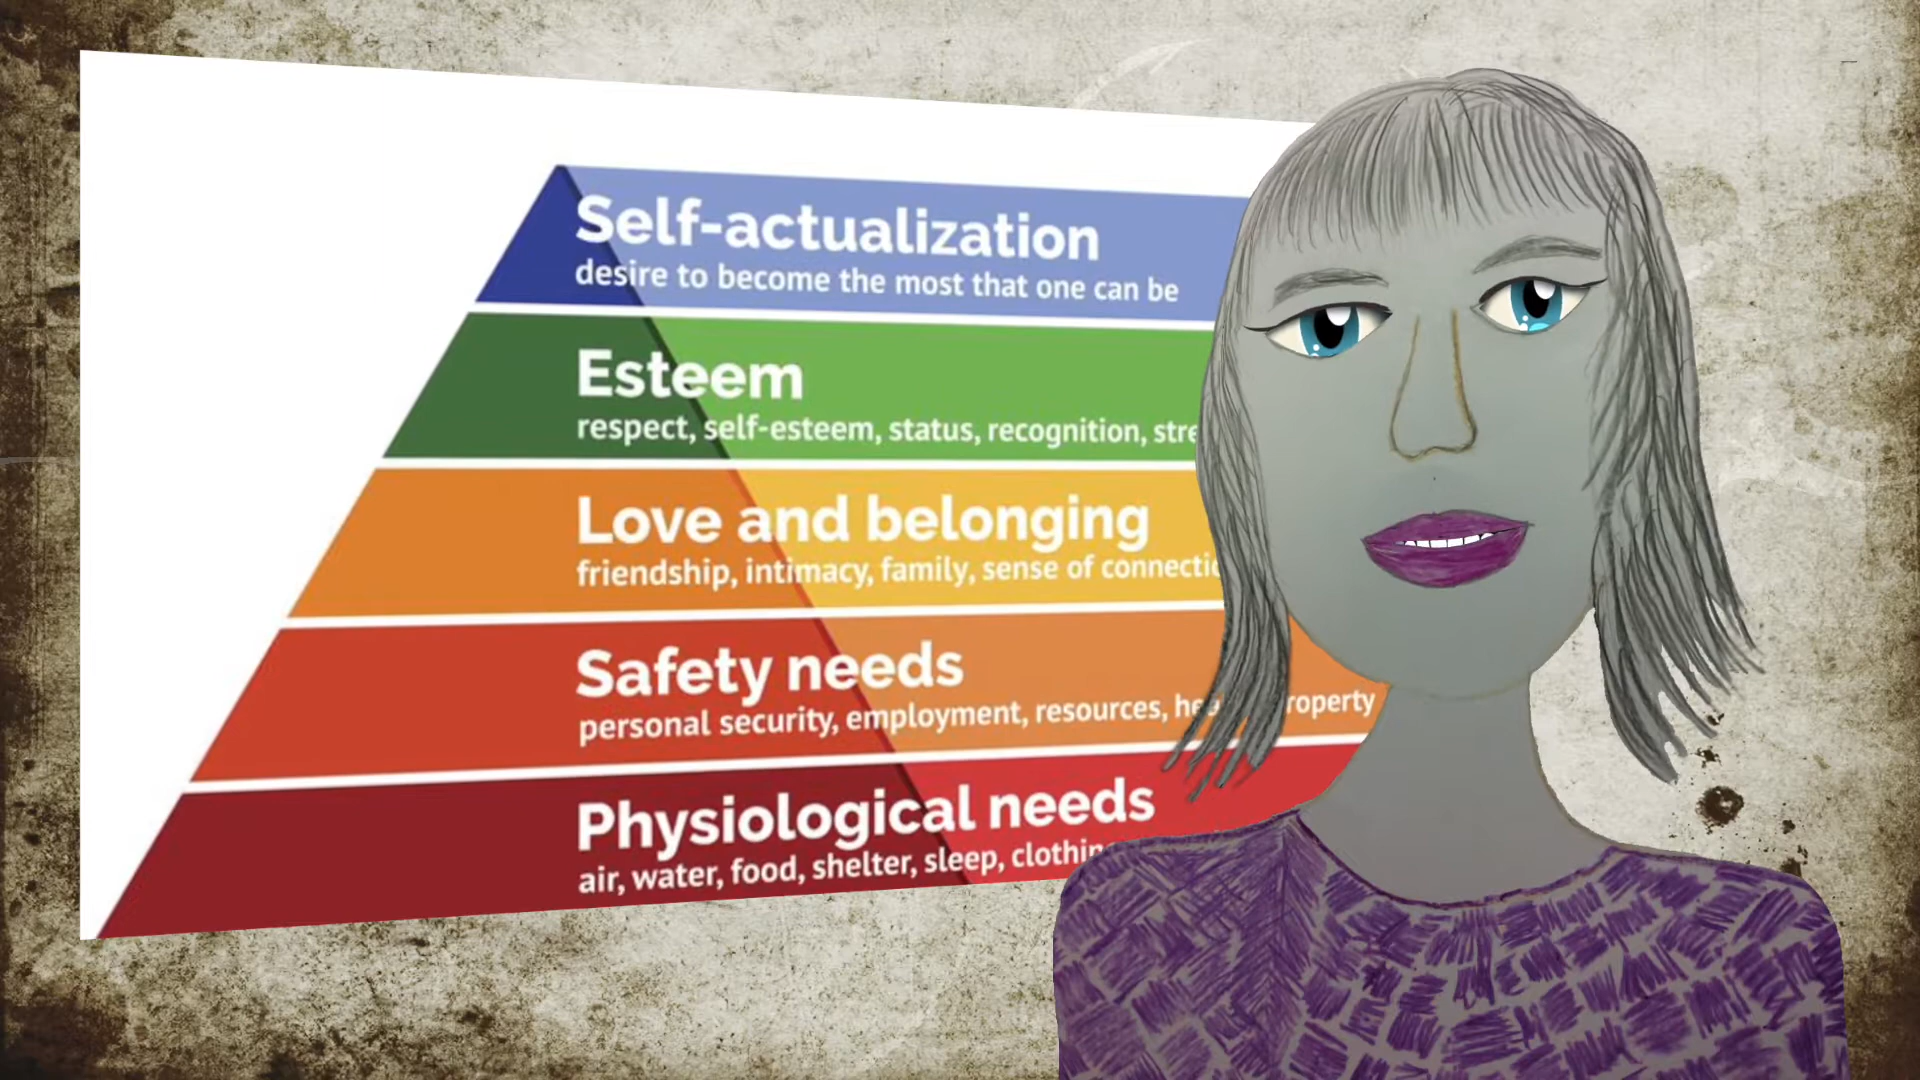 Self-actualization
desire to become the most that one can be
Esteem
respect, self-esteem, status, recognition,
Love and belonging
friendship, intimacy, family, sense of
Safety needs
personal security, employment, resources,
Physiological needs
air, water, food, shelter, sleep,